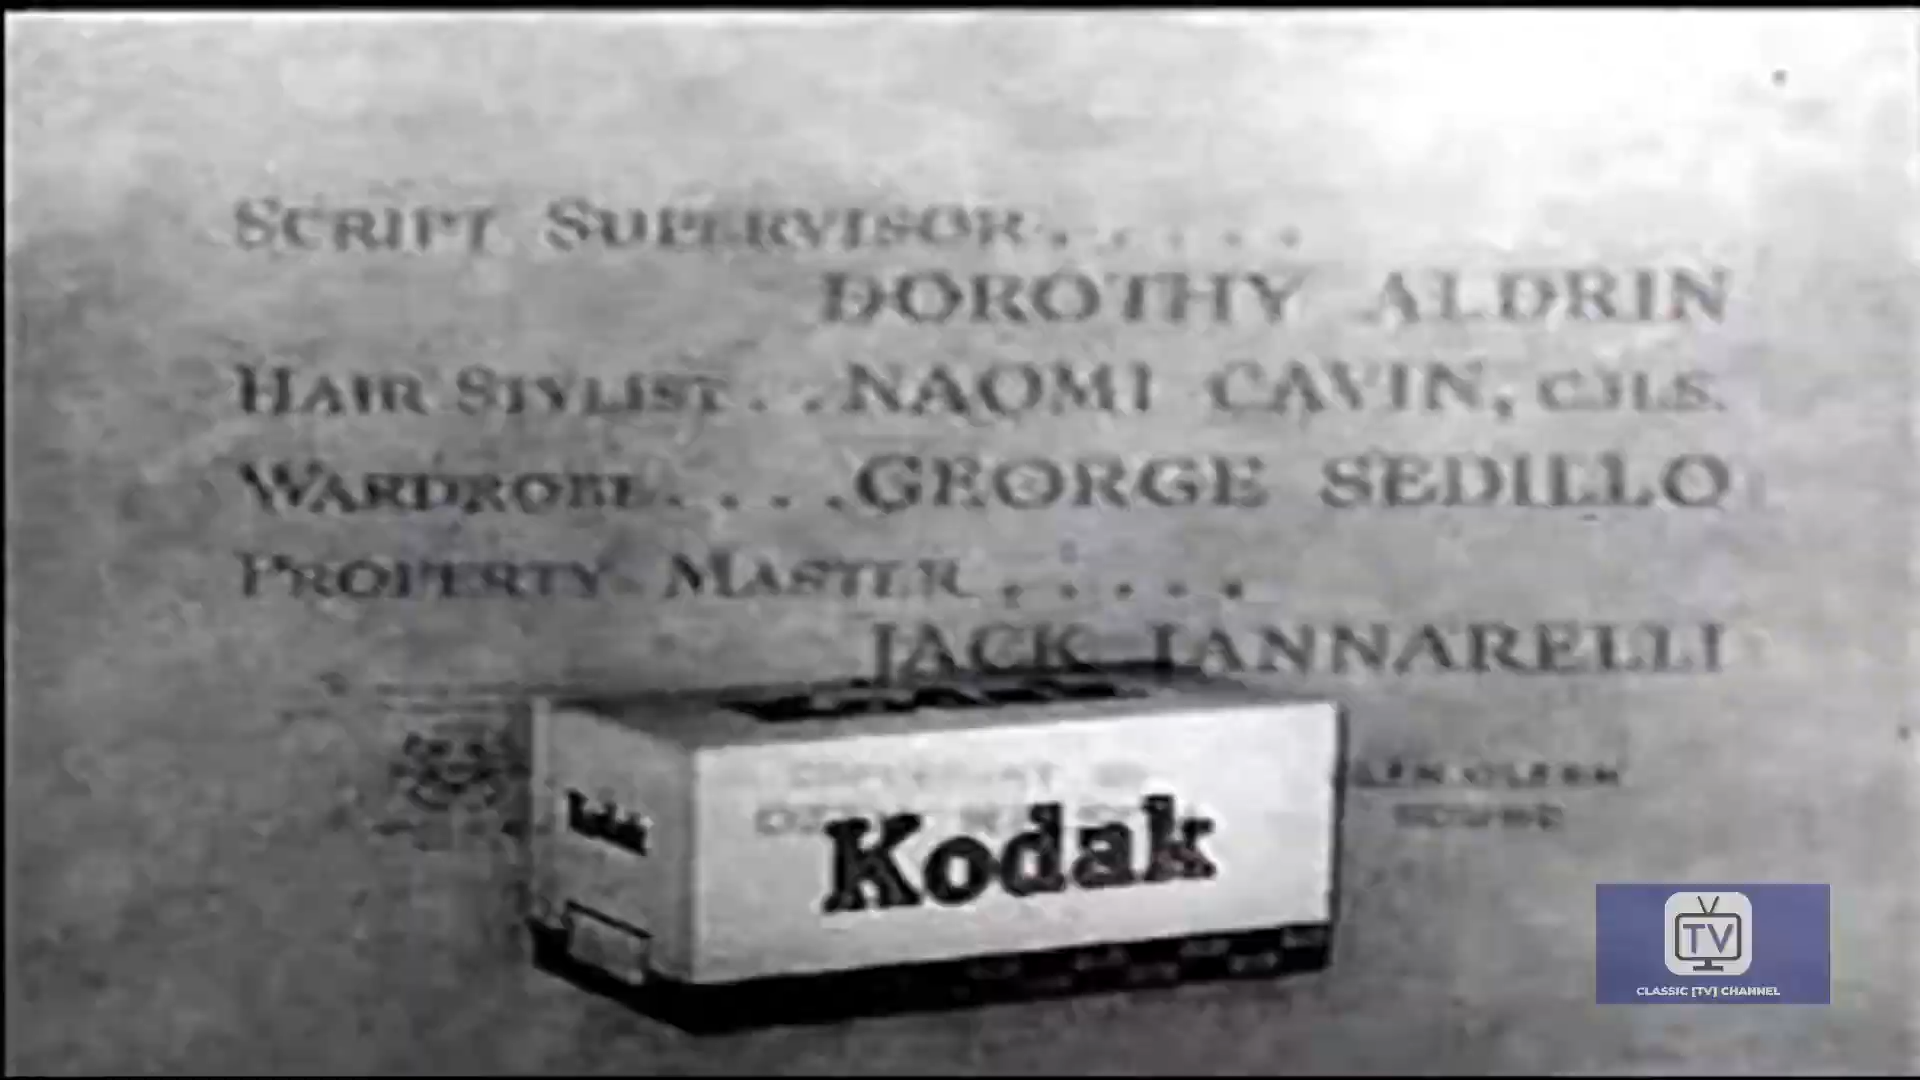 SCRIPT SUPERVISOR......
DOROTHY ALDRIN
HAIR STYLIST...NAOMI CAVIN, C.H.S.
WARDROBE.....GEORGE SEDILLO
PROPERTY MASTER......
JACK IANNARELLI
Kodak
Kodak
TV
CLASSIC [TV] CHANNEL